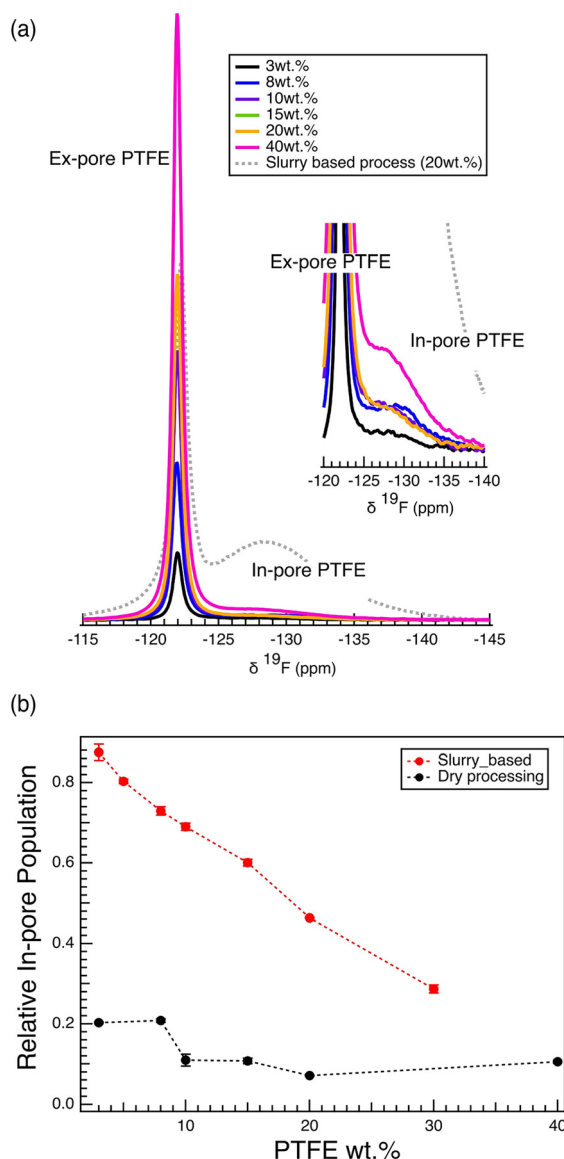 (a)
3wt.%
8wt.%
10wt.%
15wt.%
20wt.%
40wt.%
Slurry based process (20wt.%)
Ex-pore PTFE
Ex-pore PTFE
In-pore PTFE
-120 -125 -130 -135 -140
δ 19F (ppm)
In-pore PTFE
-115 -120 -125 -130 -135 -140 -145
δ 19F (ppm)
(b)
Slurry_based
Dry processing
0.8
0.6
0.4
0.2
0.0
Relative In-pore Population
10 20 30 40
PTFE wt.%